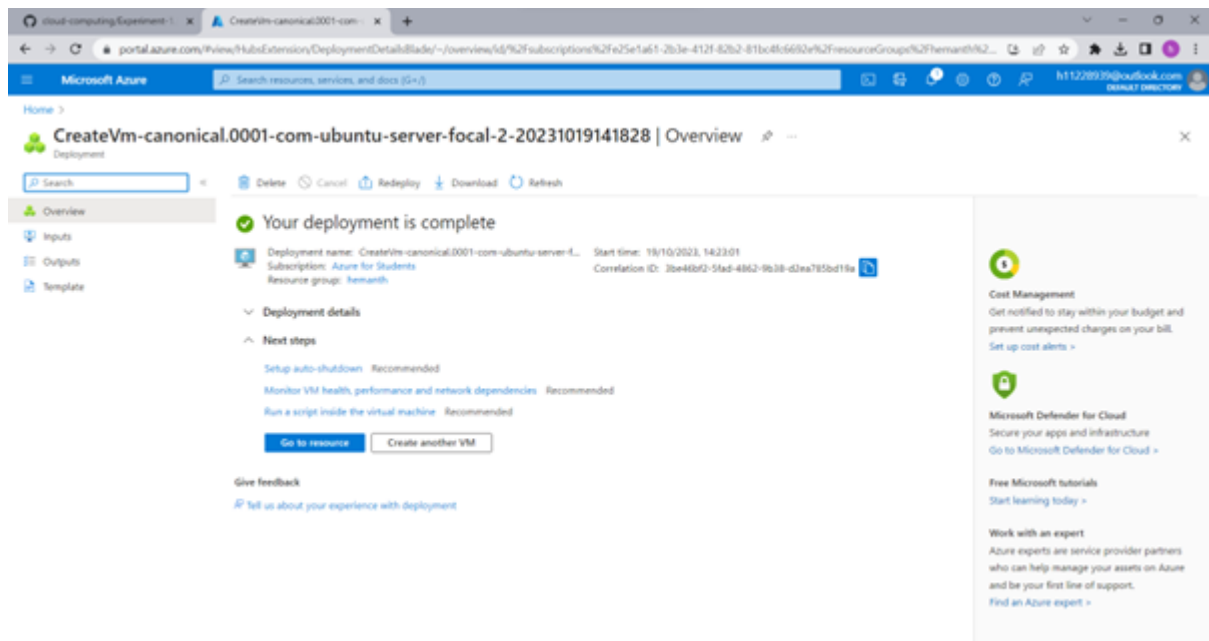 cloud-computing/Experiment-1
CreateVm-canonical.0001-com-
portal.azure.com/#view/HubsExtension/DeploymentDetailsBlade/~/overview/id/%2Fsubscriptions%2Fe25e1a61-2b3e-412f-82b2-81bc4fc6692e%2FresourceGroups%2Fhemanth%2...
Microsoft Azure
Search resources, services, and docs (G+/)
h11228939@outlook.com
DEFAULT DIRECTORY
Home >
CreateVm-canonical.0001-com-ubuntu-server-focal-2-20231019141828 | Overview
Deployment
Search
Delete
Cancel
Redeploy
Download
Refresh
Overview
Inputs
Outputs
Template
Your deployment is complete
Deployment name: CreateVm-canonical.0001-com-ubuntu-server-f...
Subscription: Azure for Students
Resource group: hemanth
Start time: 19/10/2023, 14:23:01
Correlation ID: 3be46bf2-5fad-4862-9b38-d2ea785bd19a
Deployment details
Next steps
Setup auto-shutdown Recommended
Monitor VM health, performance and network dependencies Recommended
Run a script inside the virtual machine Recommended
Go to resource
Create another VM
Give feedback
Tell us about your experience with deployment
Cost Management
Get notified to stay within your budget and
prevent unexpected charges on your bill.
Set up cost alerts >
Microsoft Defender for Cloud
Secure your apps and infrastructure
Go to Microsoft Defender for Cloud >
Free Microsoft tutorials
Start learning today >
Work with an expert
Azure experts are service provider partners
who can help manage your assets on Azure
and be your first line of support.
Find an Azure expert >